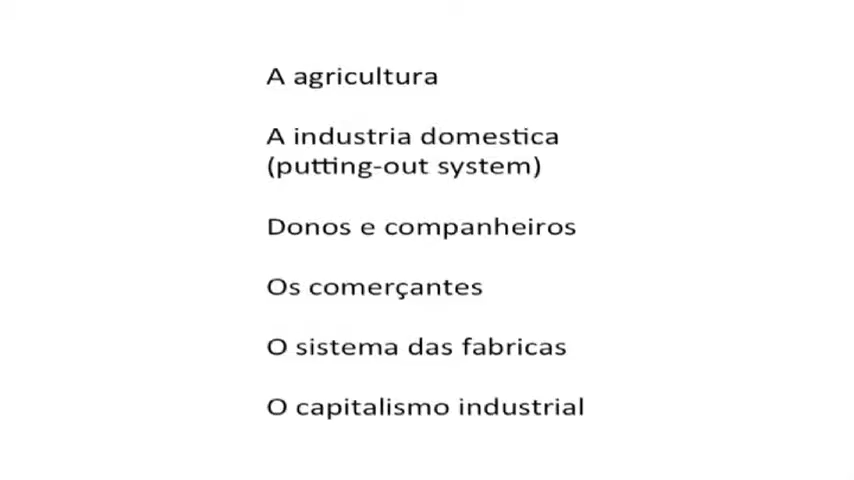 A agricultura
A industria domestica
(putting-out system)
Donos e companheiros
Os comerçantes
O sistema das fabricas
O capitalismo industrial